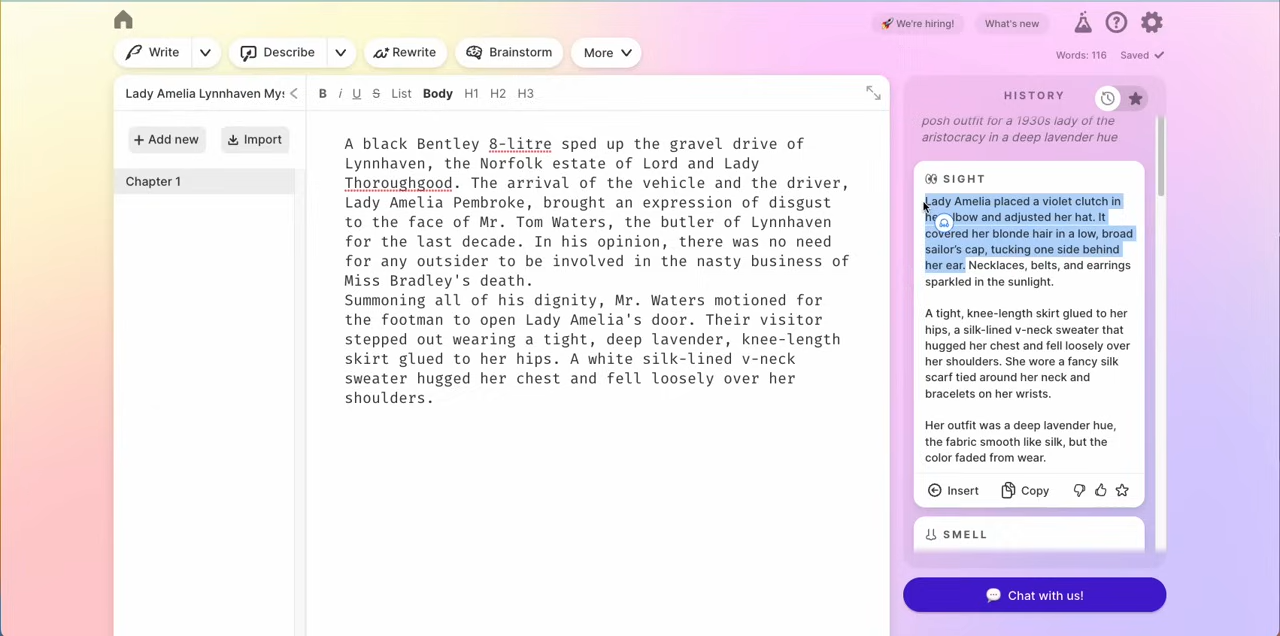 🚀 We're hiring!
What's new
Write
Describe
Rewrite
Brainstorm
More
Words: 116
Saved
Lady Amelia Lynnhaven Mys
B i U S List Body H1 H2 H3
+ Add new
Import
Chapter 1
A black Bentley 8-litre sped up the gravel drive of
Lynnhaven, the Norfolk estate of Lord and Lady
Thoroughgood. The arrival of the vehicle and the driver,
Lady Amelia Pembroke, brought an expression of disgust
to the face of Mr. Tom Waters, the butler of Lynnhaven
for the last decade. In his opinion, there was no need
for any outsider to be involved in the nasty business of
Miss Bradley's death.
Summoning all of his dignity, Mr. Waters motioned for
the footman to open Lady Amelia's door. Their visitor
stepped out wearing a tight, deep lavender, knee-length
skirt glued to her hips. A white silk-lined v-neck
sweater hugged her chest and fell loosely over her
shoulders.
HISTORY
posh outfit for a 1930s lady of the
aristocracy in a deep lavender hue
SIGHT
Lady Amelia placed a violet clutch in
her elbow and adjusted her hat. It
covered her blonde hair in a low, broad
sailor's cap, tucking one side behind
her ear. Necklaces, belts, and earrings
sparkled in the sunlight.
A tight, knee-length skirt glued to her
hips, a silk-lined v-neck sweater that
hugged her chest and fell loosely over
her shoulders. She wore a fancy silk
scarf tied around her neck and
bracelets on her wrists.
Her outfit was a deep lavender hue,
the fabric smooth like silk, but the
color faded from wear.
Insert
Copy
SMELL
Chat with us!